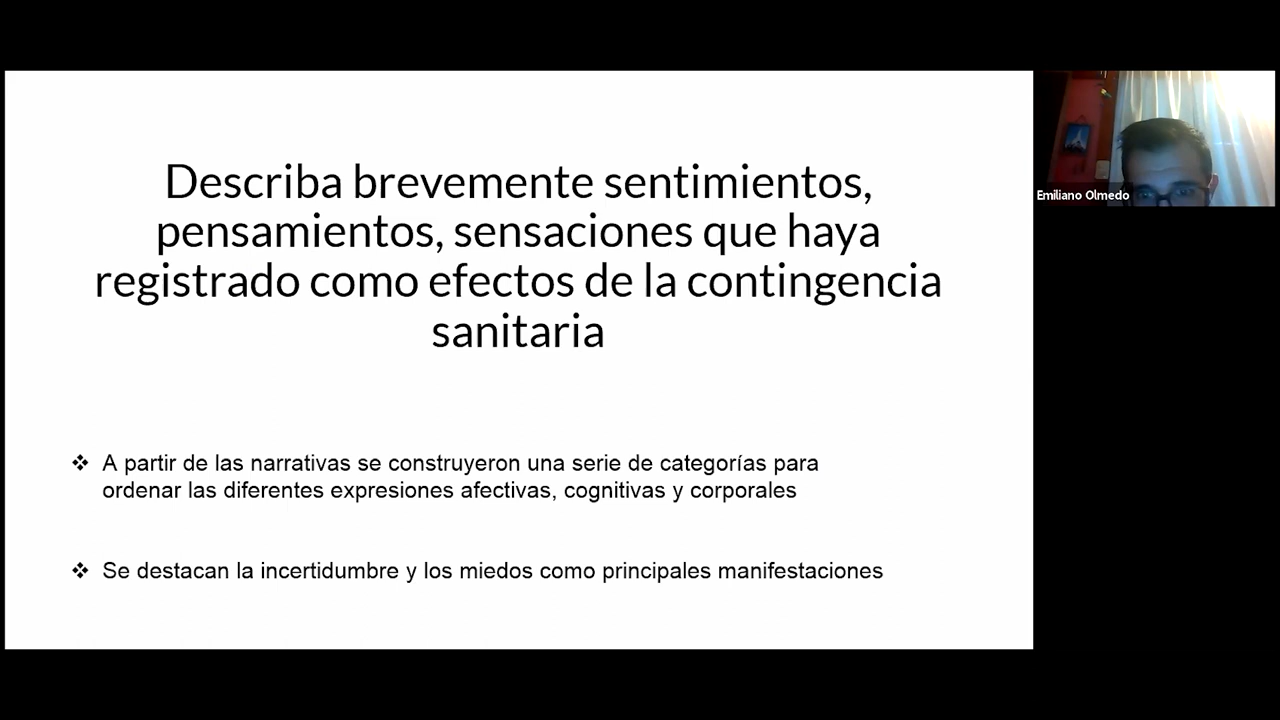 Describa brevemente sentimientos,
pensamientos, sensaciones que haya
registrado como efectos de la contingencia
sanitaria
❖ A partir de las narrativas se construyeron una serie de categorías para
ordenar las diferentes expresiones afectivas, cognitivas y corporales
❖ Se destacan la incertidumbre y los miedos como principales manifestaciones
Emiliano Olmedo